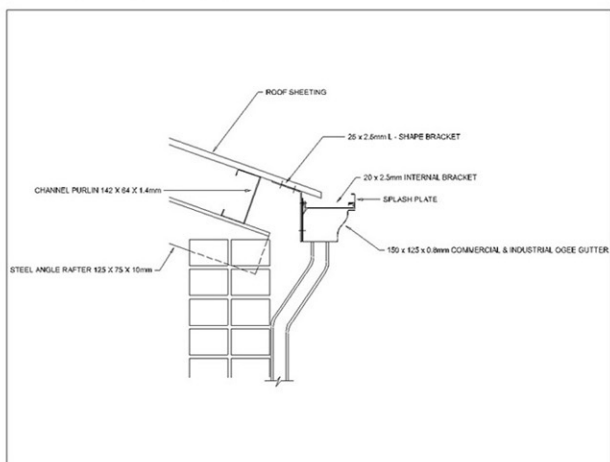 ROOF SHEETING
25 x 2.5mm L - SHAPE BRACKET
20 x 2.5mm INTERNAL BRACKET
CHANNEL PURLIN 142 X 64 X 1.4mm
SPLASH PLATE
150 x 125 x 0.8mm COMMERCIAL & INDUSTRIAL OGEE GUTTER
STEEL ANGLE RAFTER 125 X 75 X 10mm